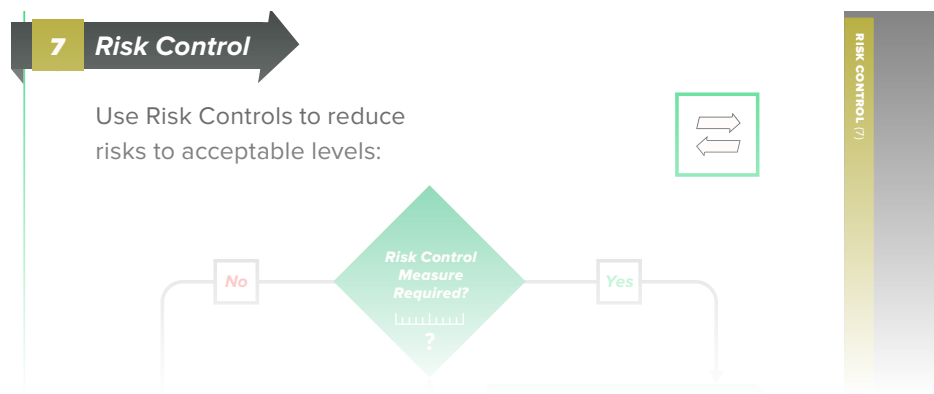 7 Risk Control
RISK CONTROL (7)
Use Risk Controls to reduce
risks to acceptable levels:
Risk Control
Measure
Required?
?
No
Yes